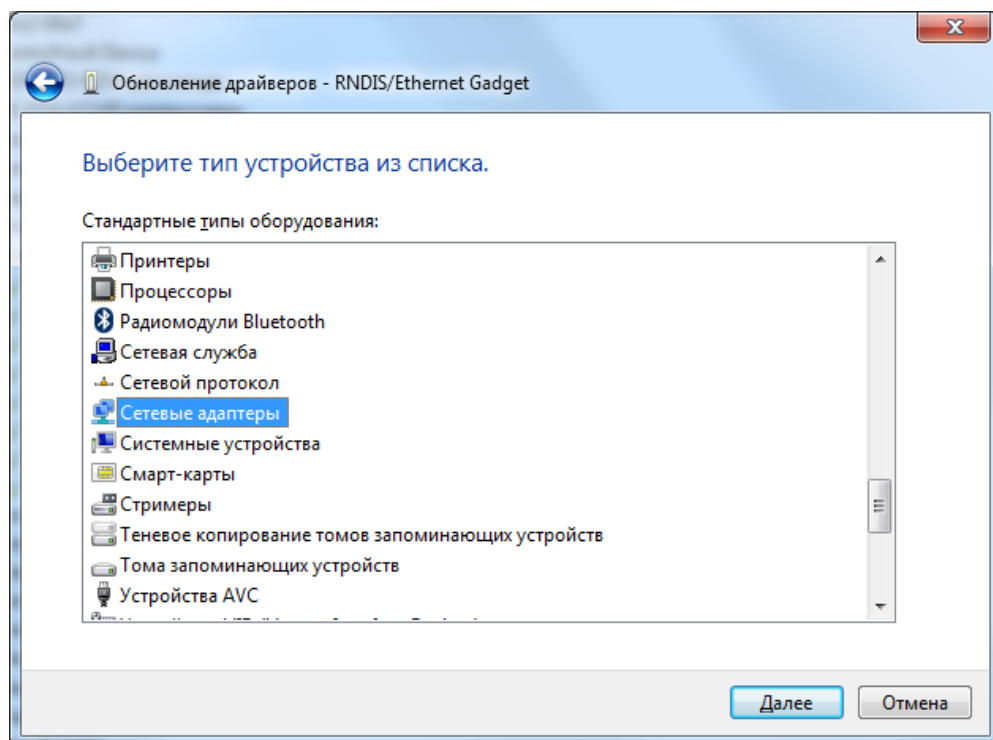 Обновление драйверов - RNDIS/Ethernet Gadget
Выберите тип устройства из списка.
Стандартные типы оборудования:
Принтеры
Процессоры
Радиомодули Bluetooth
Сетевая служба
Сетевой протокол
Сетевые адаптеры
Системные устройства
Смарт-карты
Стримеры
Теневое копирование томов запоминающих устройств
Тома запоминающих устройств
Устройства AVC
Далее
Отмена